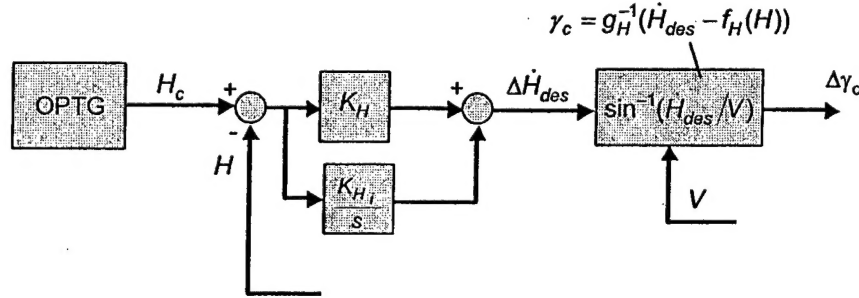 γ_c = g_H^{-1}(Ḣ_des – f_H(H))
OPTG
H_c
+
-
H
K_H
K_{H_I}
s
+
ΔḢ_des
sin^{-1}(Ḣ_des/V)
V
Δγ_c